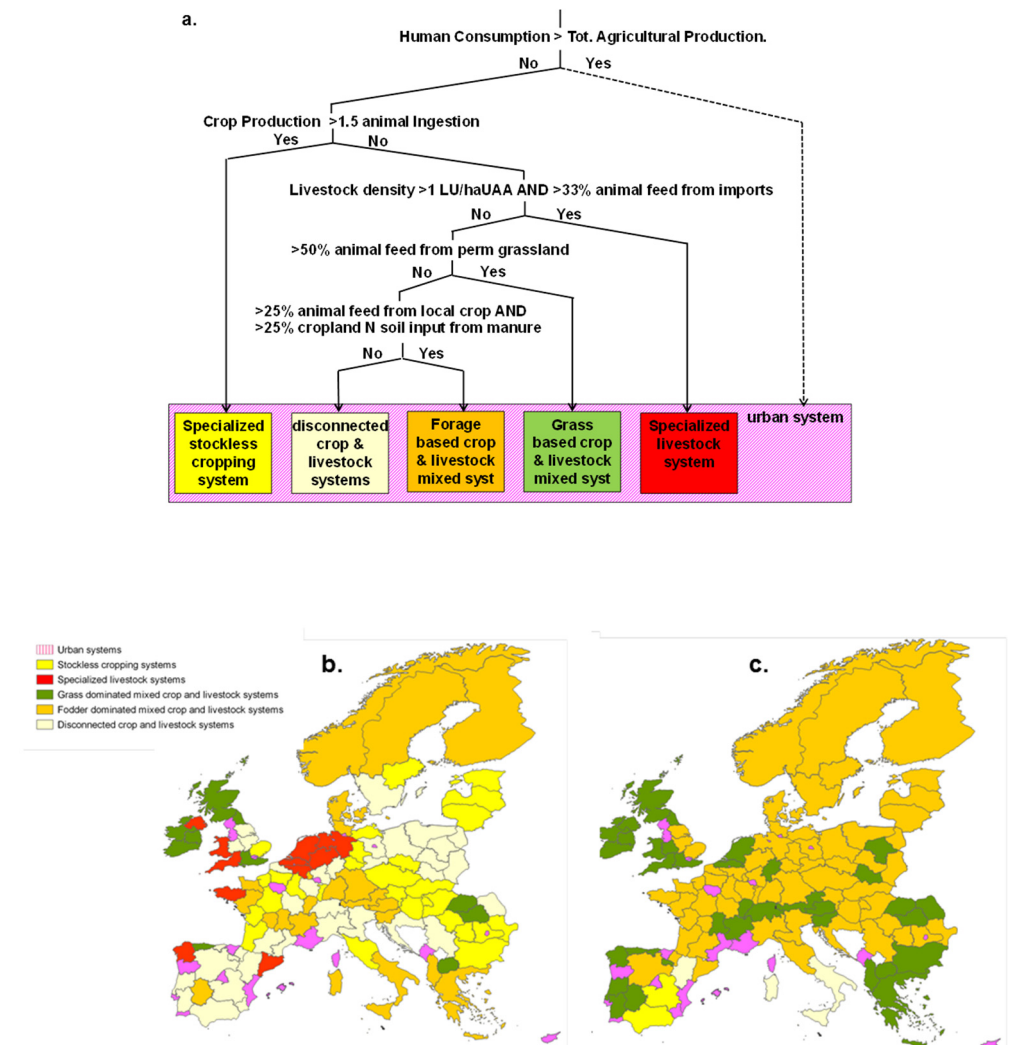 a.
Human Consumption > Tot. Agricultural Production.
No Yes
Crop Production >1.5 animal Ingestion
Yes No
Livestock density >1 LU/haUAA AND >33% animal feed from imports
No Yes
>50% animal feed from perm grassland
No Yes
>25% animal feed from local crop AND
>25% cropland N soil input from manure
No Yes
Specialized
stockless
cropping
system
disconnected
crop &
livestock
systems
Forage
based crop
& livestock
mixed syst
Grass
based crop
& livestock
mixed syst
Specialized
livestock
system
urban system
Urban systems
Stockless cropping systems
Specialized livestock systems
Grass dominated mixed crop and livestock systems
Fodder dominated mixed crop and livestock systems
Disconnected crop and livestock systems
b.
c.